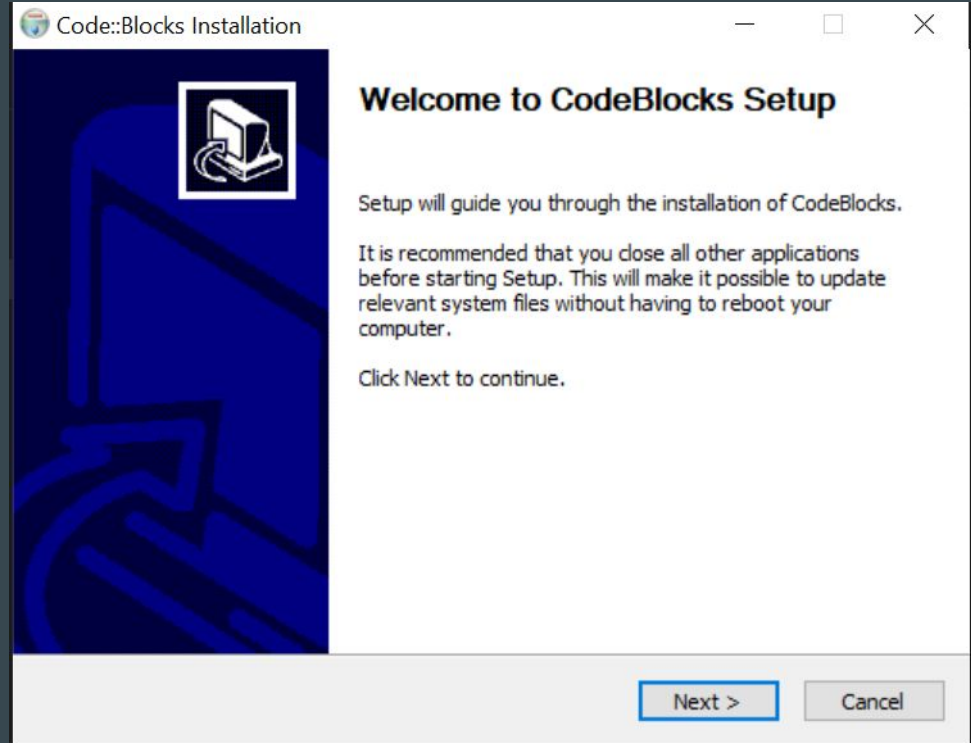 Code::Blocks Installation
Welcome to CodeBlocks Setup
Setup will guide you through the installation of CodeBlocks.
It is recommended that you close all other applications
before starting Setup. This will make it possible to update
relevant system files without having to reboot your
computer.
Click Next to continue.
Next >
Cancel